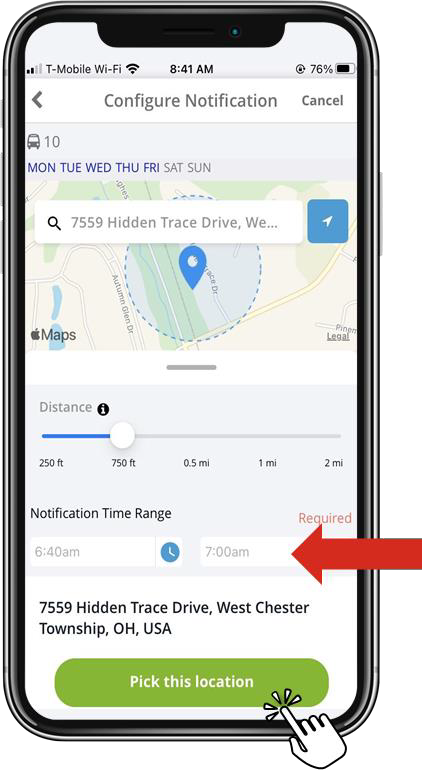 T-Mobile Wi-Fi 8:41 AM 76%
Configure Notification Cancel
10
MON TUE WED THU FRI SAT SUN
7559 Hidden Trace Drive, We...
Autumn Glen Dr
Maps
Legal
Distance
250 ft 750 ft 0.5 mi 1 mi 2 mi
Notification Time Range
Required
6:40am 7:00am
7559 Hidden Trace Drive, West Chester
Township, OH, USA
Pick this location